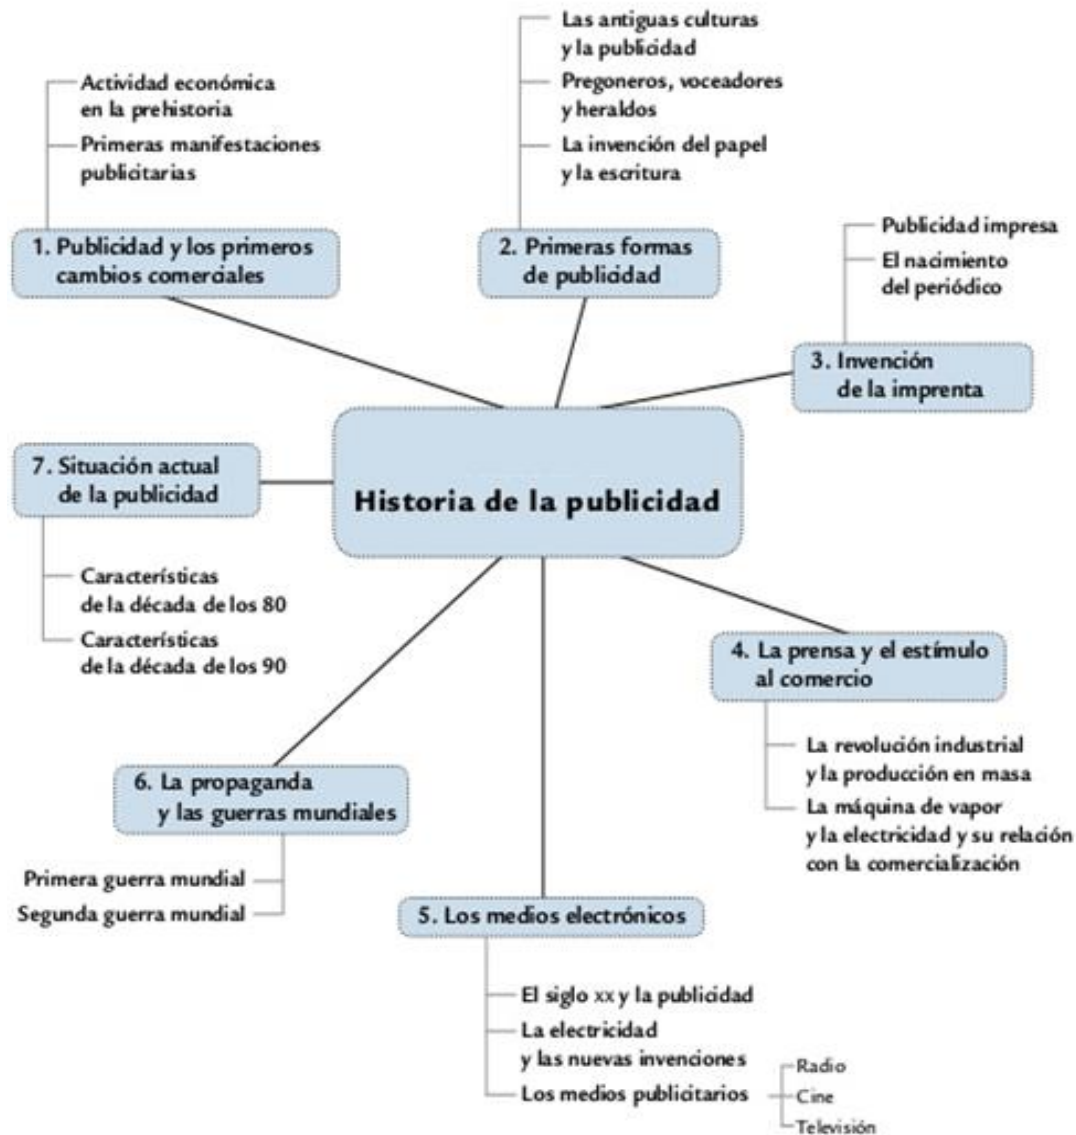 Historia de la publicidad
1. Publicidad y los primeros
cambios comerciales
Actividad económica
en la prehistoria
Primeras manifestaciones
publicitarias
2. Primeras formas
de publicidad
Las antiguas culturas
y la publicidad
Pregoneros, voceadores
y heraldos
La invención del papel
y la escritura
3. Invención
de la imprenta
Publicidad impresa
El nacimiento
del periódico
4. La prensa y el estímulo
al comercio
La revolución industrial
y la producción en masa
La máquina de vapor
y la electricidad y su relación
con la comercialización
5. Los medios electrónicos
El siglo xx y la publicidad
La electricidad
y las nuevas invenciones
Los medios publicitarios
Radio
Cine
Televisión
6. La propaganda
y las guerras mundiales
Primera guerra mundial
Segunda guerra mundial
7. Situación actual
de la publicidad
Características
de la década de los 80
Características
de la década de los 90